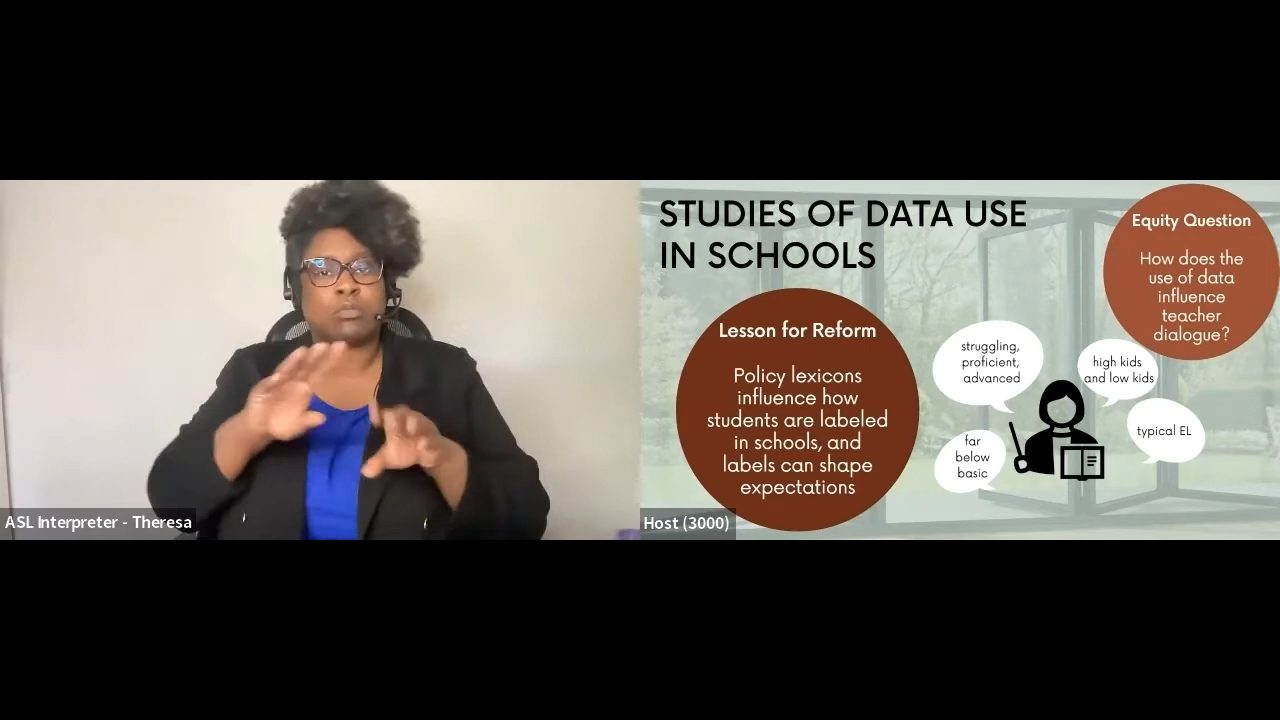 ASL Interpreter - Theresa
STUDIES OF DATA USE
IN SCHOOLS
Lesson for Reform
Policy lexicons
influence how
students are labeled
in schools, and
labels can shape
expectations
struggling,
proficient,
advanced
far
below
basic
high kids
and low kids
typical EL
Equity Question
How does the
use of data
influence
teacher
dialogue?
Host (3000)